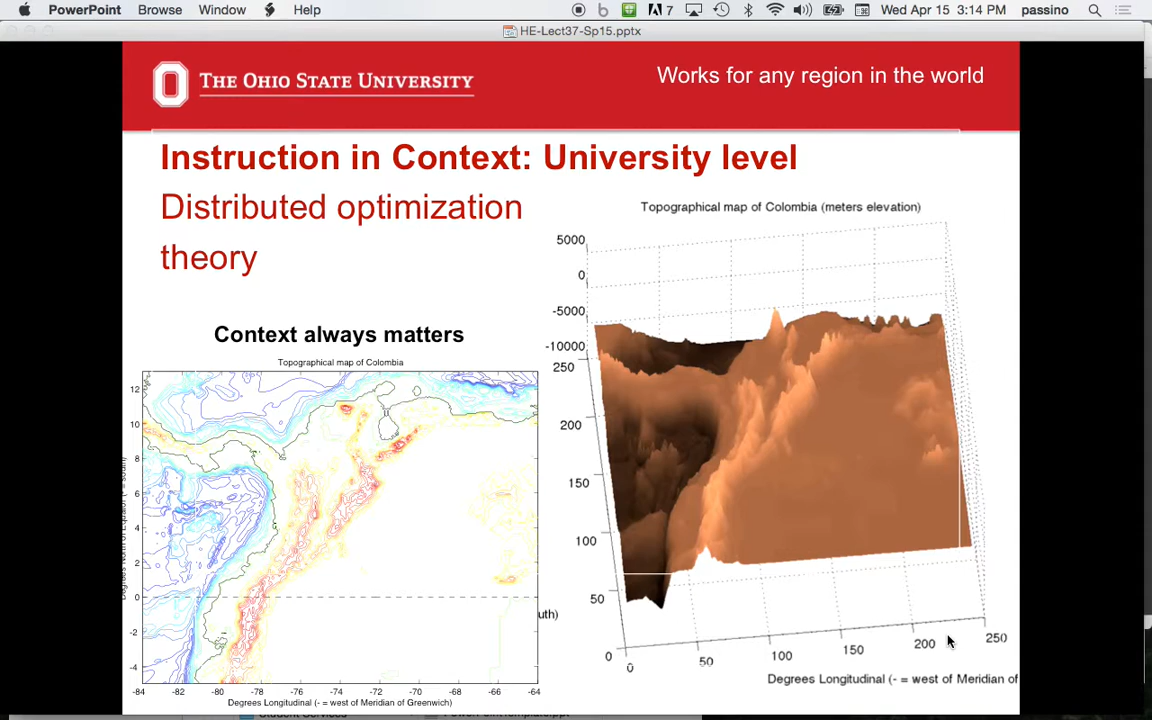 PowerPoint Browse Window Help 7 Wed Apr 15 3:14 PM passino
HE-Lect37-Sp15.pptx
THE OHIO STATE UNIVERSITY
Works for any region in the world
Instruction in Context: University level
Distributed optimization
theory
Context always matters
Topographical map of Colombia
12
10
8
6
4
2
0
-2
-4
-84 -82 -80 -78 -76 -74 -72 -70 -68 -66 -64
Degrees Longitudinal (- = west of Meridian of Greenwich)
uth)
Topographical map of Colombia (meters elevation)
5000
0
-5000
-10000
250
200
150
100
50
0
0 50 100 150 200 250
Degrees Longitudinal (- = west of Meridian of